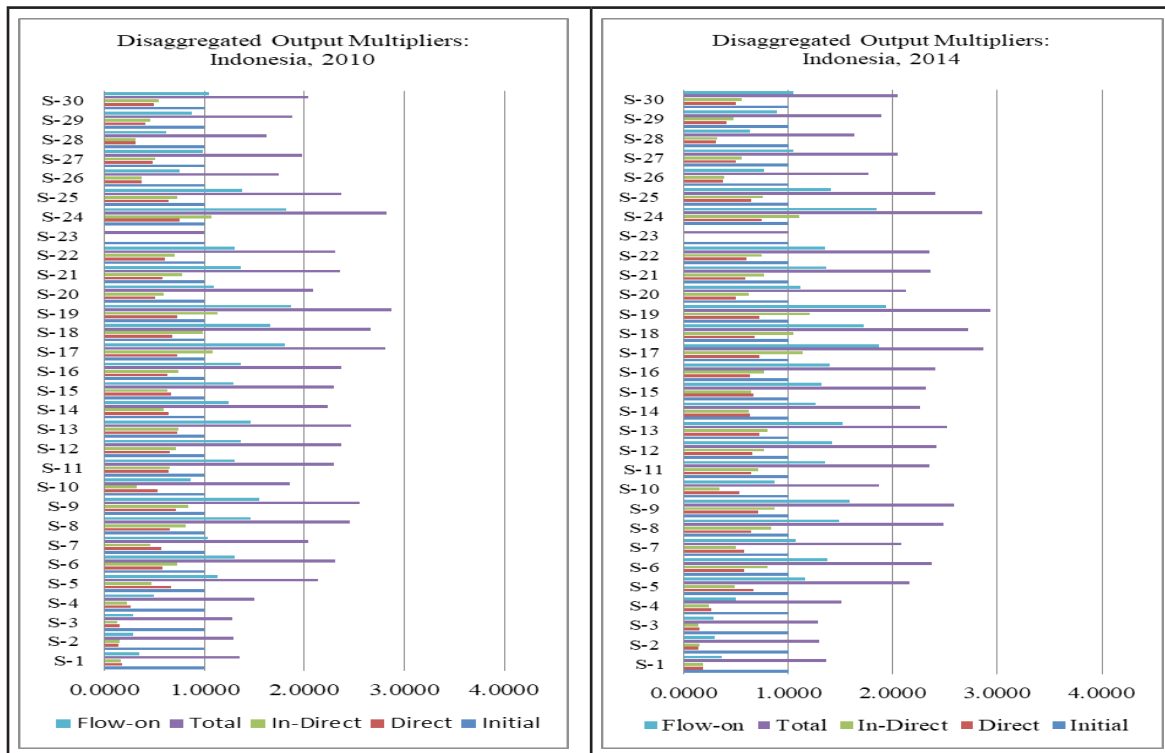 Disaggregated Output Multipliers:
Indonesia, 2010
S-30
S-29
S-28
S-27
S-26
S-25
S-24
S-23
S-22
S-21
S-20
S-19
S-18
S-17
S-16
S-15
S-14
S-13
S-12
S-11
S-10
S-9
S-8
S-7
S-6
S-5
S-4
S-3
S-2
S-1
0.0000 1.0000 2.0000 3.0000 4.0000
Flow-on Total In-Direct Direct Initial
Disaggregated Output Multipliers:
Indonesia, 2014
S-30
S-29
S-28
S-27
S-26
S-25
S-24
S-23
S-22
S-21
S-20
S-19
S-18
S-17
S-16
S-15
S-14
S-13
S-12
S-11
S-10
S-9
S-8
S-7
S-6
S-5
S-4
S-3
S-2
S-1
0.00000 1.00000 2.00000 3.00000 4.00000
Flow-on Total In-Direct Direct Initial